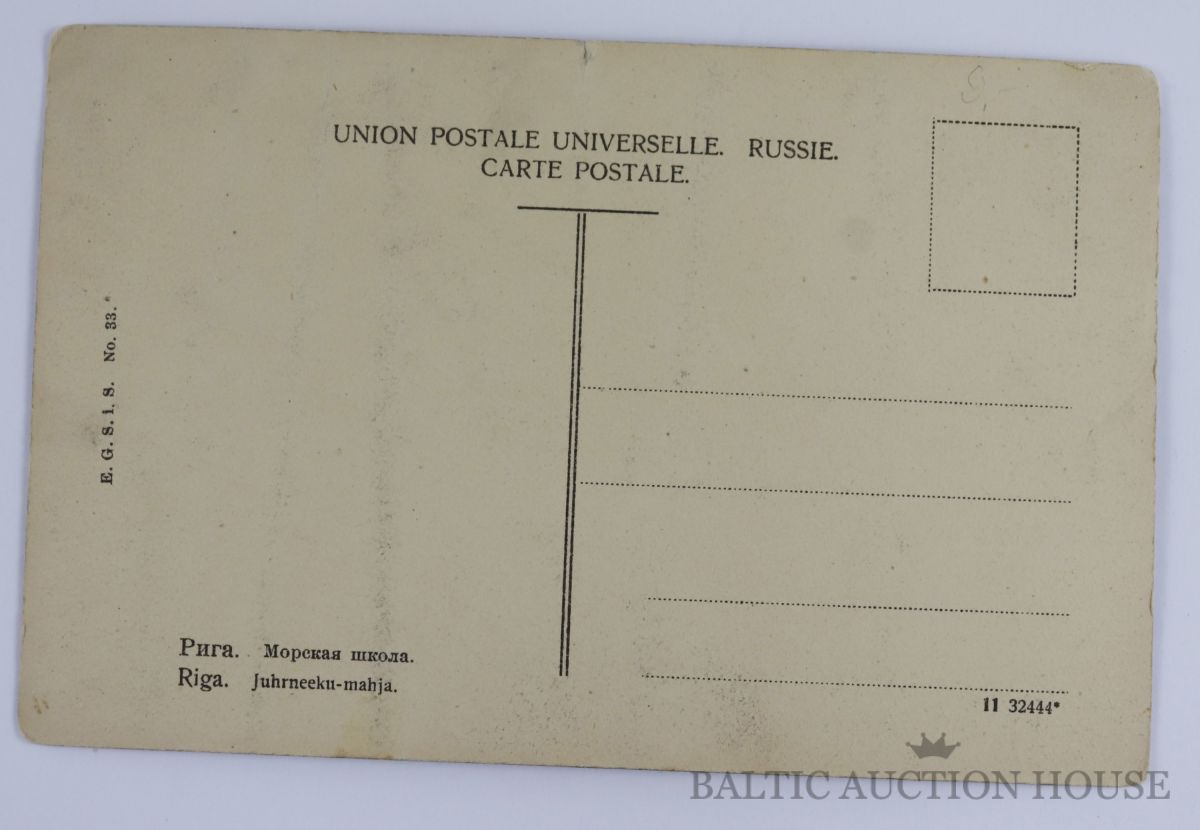 9,-
UNION POSTALE UNIVERSELLE. RUSSIE.
CARTE POSTALE.
E. G. S. i. S. No. 33.*
Рига. Морская школа.
Riga. Juhrneeku-mahja.
11 32444*
BALTIC AUCTION HOUSE